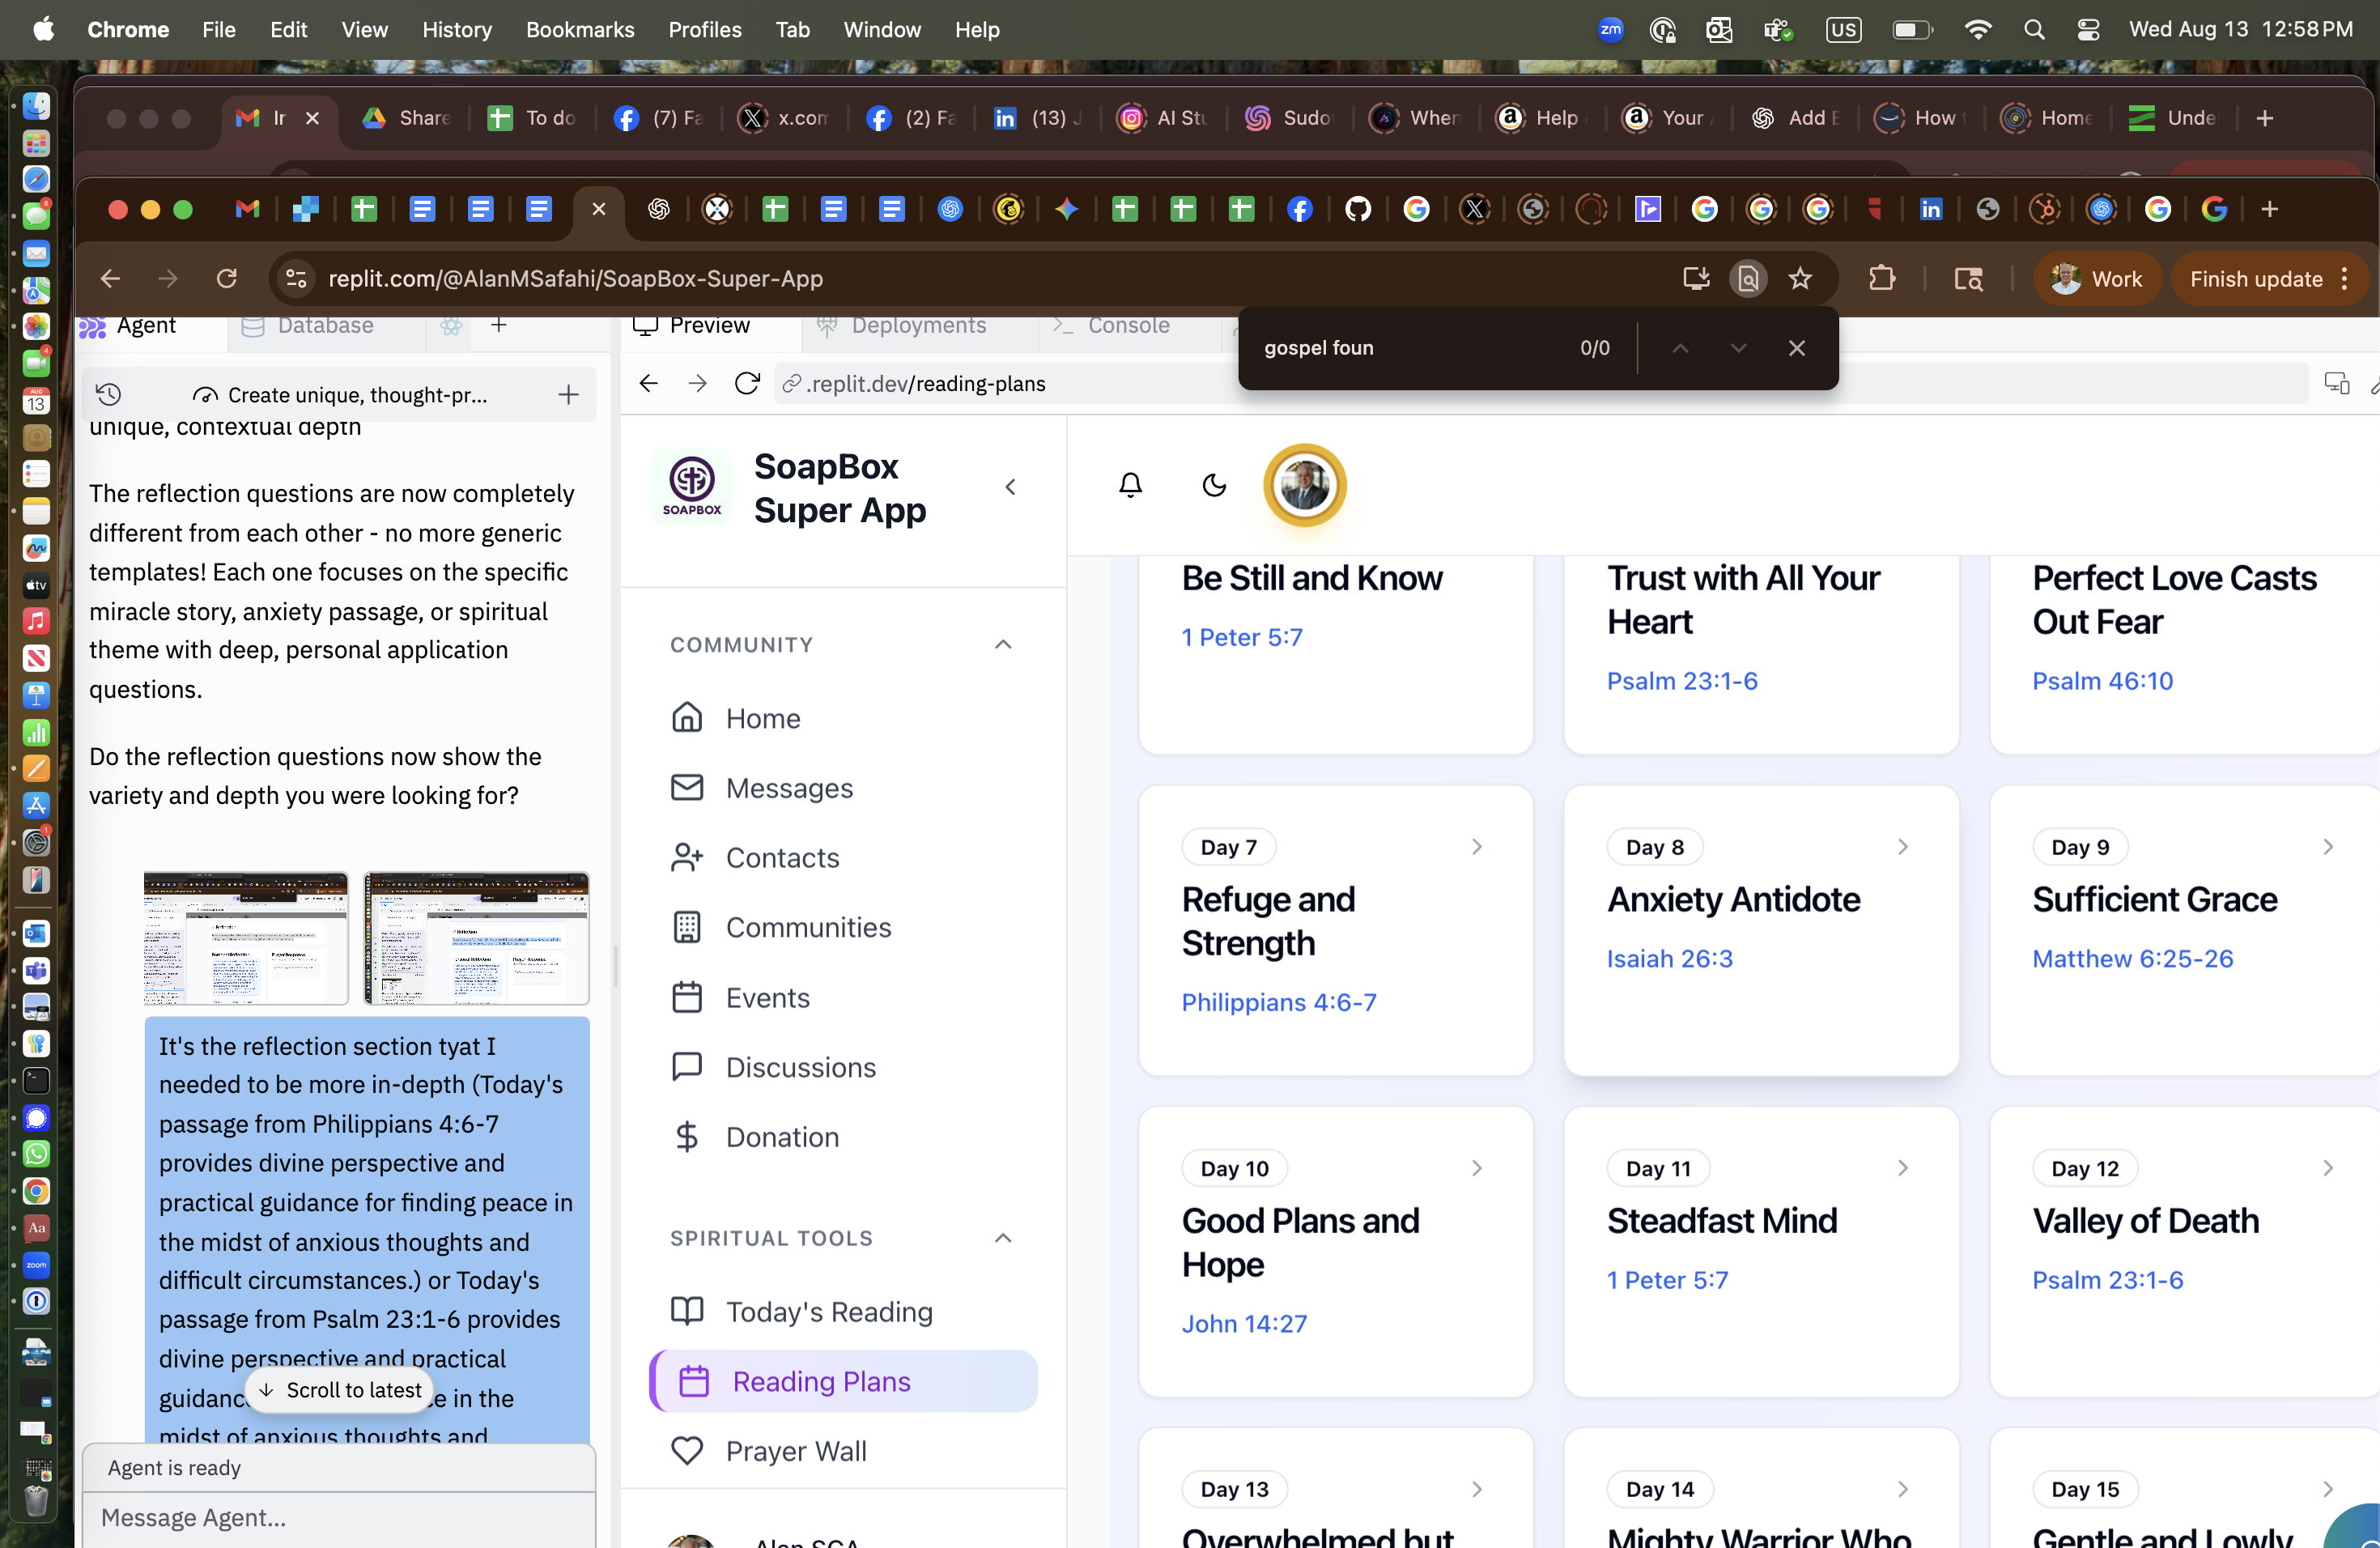 Chrome File Edit View History Bookmarks Profiles Tab Window Help
zm US Wed Aug 13 12:58 PM
Ir Share To do (7) Fa x.com (2) Fa (13) J AI Stu Sudo When Help Your Add E How Home Unde
replit.com/@AlanMSafahi/SoapBox-Super-App
Work Finish update
gospel foun 0/0
Agent Database
Preview Deployments Console
Create unique, thought-pr...
.replit.dev/reading-plans
unique, contextual depth
The reflection questions are now completely
different from each other - no more generic
templates! Each one focuses on the specific
miracle story, anxiety passage, or spiritual
theme with deep, personal application
questions.
Do the reflection questions now show the
variety and depth you were looking for?
It's the reflection section tyat I
needed to be more in-depth (Today's
passage from Philippians 4:6-7
provides divine perspective and
practical guidance for finding peace in
the midst of anxious thoughts and
difficult circumstances.) or Today's
passage from Psalm 23:1-6 provides
divine perspective and practical
guidanc e in the
midst of anxious thoughts and
Scroll to latest
Agent is ready
Message Agent...
SOAPBOX
SoapBox
Super App
COMMUNITY
Home
Messages
Contacts
Communities
Events
Discussions
Donation
SPIRITUAL TOOLS
Today's Reading
Reading Plans
Prayer Wall
Alan SGA
Be Still and Know
1 Peter 5:7
Trust with All Your
Heart
Psalm 23:1-6
Perfect Love Casts
Out Fear
Psalm 46:10
Day 7
Refuge and
Strength
Philippians 4:6-7
Day 8
Anxiety Antidote
Isaiah 26:3
Day 9
Sufficient Grace
Matthew 6:25-26
Day 10
Good Plans and
Hope
John 14:27
Day 11
Steadfast Mind
1 Peter 5:7
Day 12
Valley of Death
Psalm 23:1-6
Day 13
Overwhelmed but
Day 14
Mighty Warrior Who
Day 15
Gentle and Lowly
AUG
13
tv
Aa
zoom